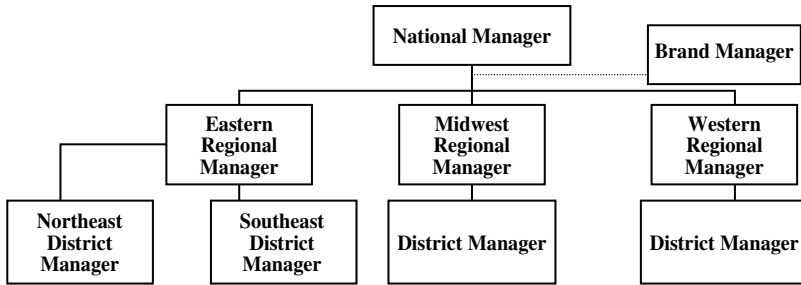 National Manager
Brand Manager
Eastern
Regional
Manager
Midwest
Regional
Manager
Western
Regional
Manager
Northeast
District
Manager
Southeast
District
Manager
District Manager
District Manager